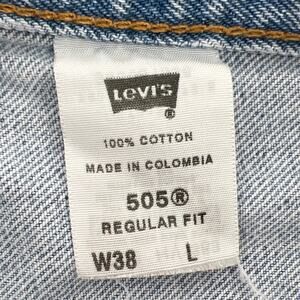 Levi's
®
100% COTTON
MADE IN COLOMBIA
505®
REGULAR FIT
W38 L